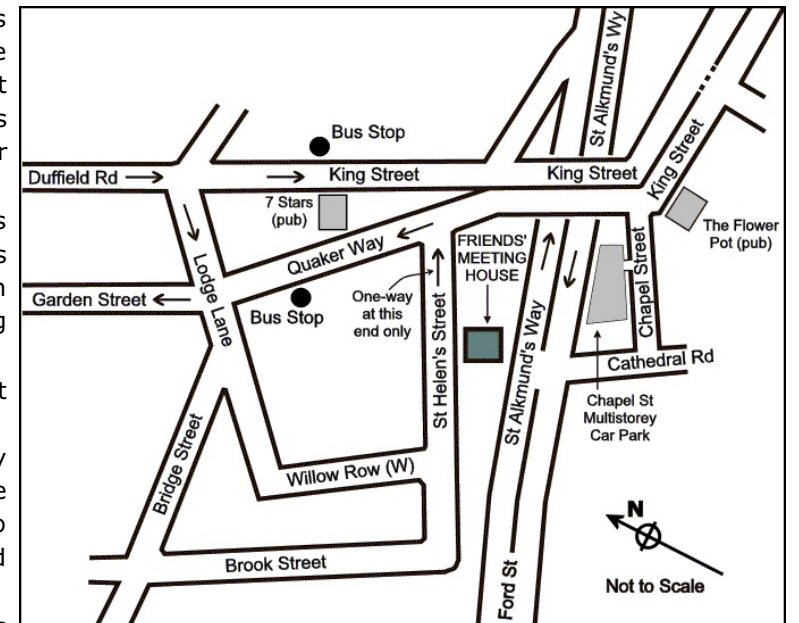 s
e
t
s
r
s
s
n
g
t
y
e
o
d
St Alkmund's Wy
Bus Stop
Duffield Rd
King Street
King Street
King Street
7 Stars
(pub)
The Flower
Pot (pub)
Quaker Way
FRIENDS'
MEETING
HOUSE
Lodge Lane
Garden Street
Bus Stop
One-way
at this
end only
St Helen's Street
St Alkmund's Way
Chapel Street
Cathedral Rd
Chapel St
Multistorey
Car Park
Bridge Street
Willow Row (W)
Brook Street
Ford St
N
Not to Scale